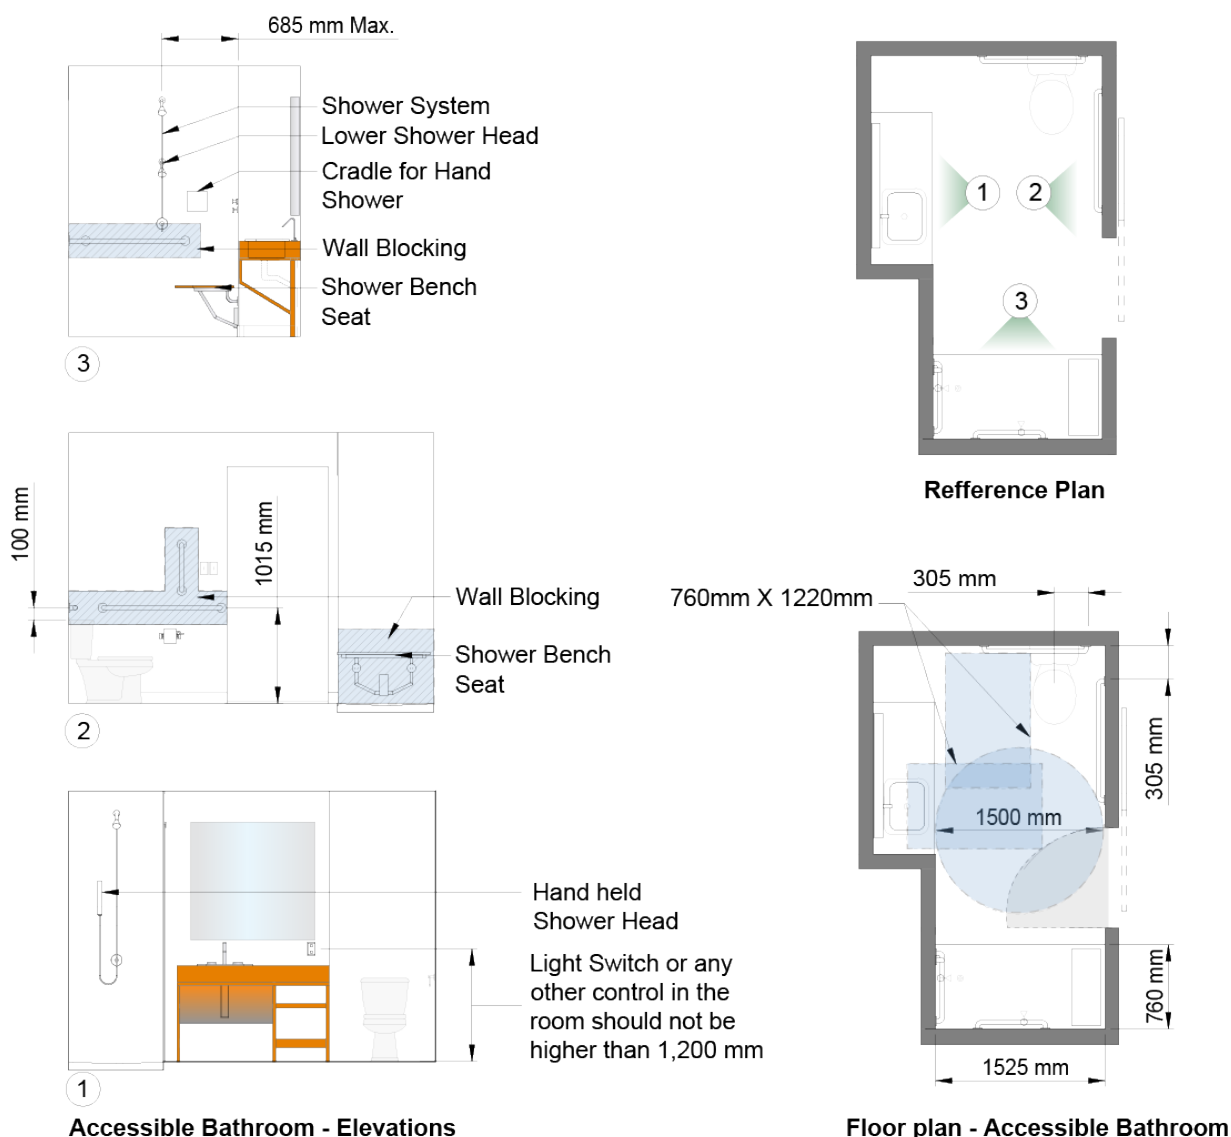 685 mm Max.
Shower System
Lower Shower Head
Cradle for Hand
Shower
Wall Blocking
Shower Bench
Seat
3
1
2
3
Refference Plan
100 mm
1015 mm
Wall Blocking
Shower Bench
Seat
2
305 mm
760mm X 1220mm
305 mm
1500 mm
760 mm
1525 mm
Hand held
Shower Head
Light Switch or any
other control in the
room should not be
higher than 1,200 mm
1
Accessible Bathroom - Elevations
Floor plan - Accessible Bathroom